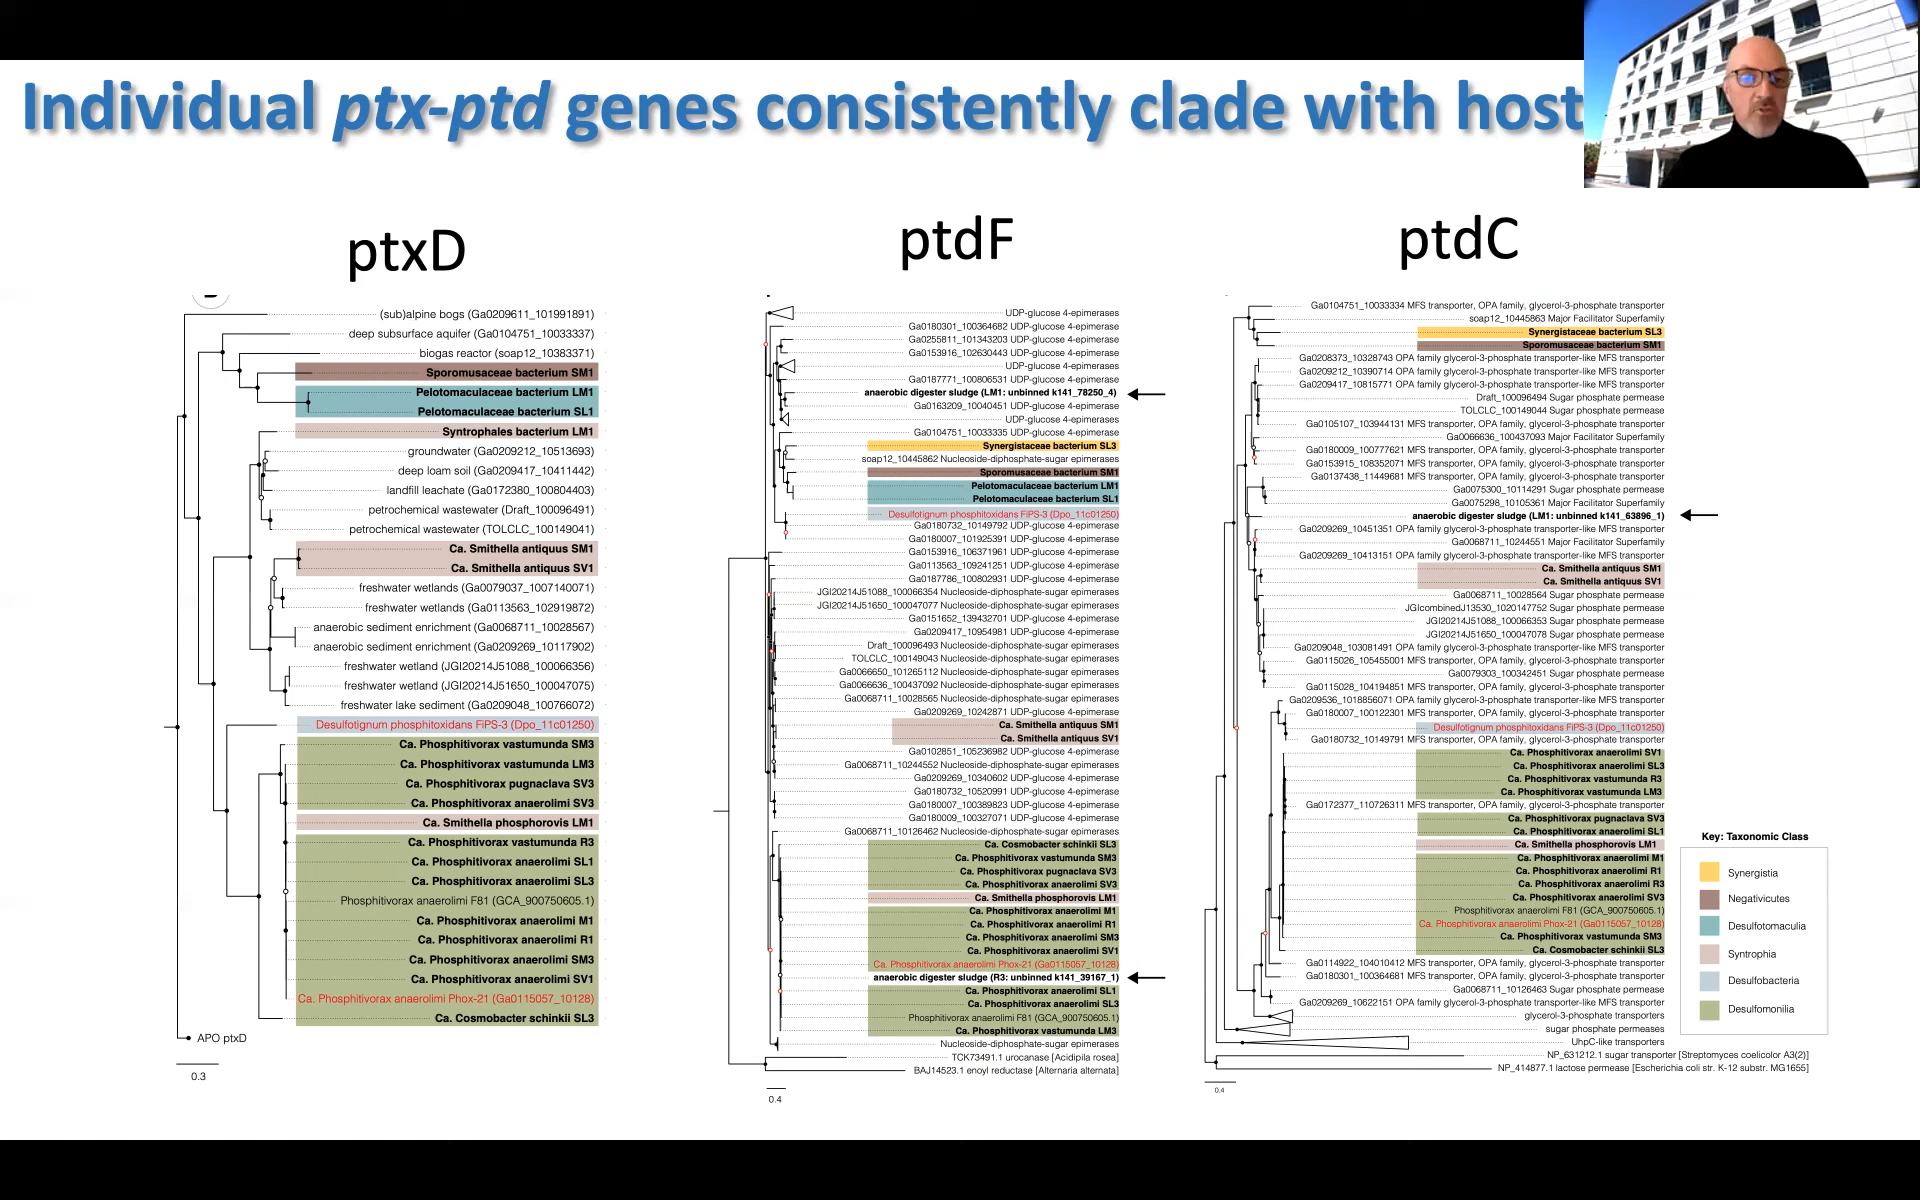 Individual ptx-ptd genes consistently clade with host
ptxD
(sub)alpine bogs (Ga0209611_101991891)
deep subsurface aquifer (Ga0104751_10033337)
biogas reactor (soap12_10383371)
Sporomusaceae bacterium SM1
Pelotomaculaceae bacterium LM1
Pelotomaculaceae bacterium SL1
Syntrophales bacterium LM1
groundwater (Ga0209212_10513693)
deep loam soil (Ga0209417_10411442)
landfill leachate (Ga0172380_100804403)
petrochemical wastewater (Draft_100096491)
petrochemical wastewater (TOLCLC_100149041)
Ca. Smithella antiquus SM1
Ca. Smithella antiquus SV1
freshwater wetlands (Ga0079037_1007140071)
freshwater wetlands (Ga0113563_102919872)
anaerobic sediment enrichment (Ga0068711_10028567)
anaerobic sediment enrichment (Ga0209269_10117902)
freshwater wetland (JGI20214J51088_100066356)
freshwater wetland (JGI20214J51650_100047075)
freshwater lake sediment (Ga0209048_100766072)
Desulfotignum phosphitoxidans FiPS-3 (Dpo_11c01250)
Ca. Phosphitivorax vastumunda SM3
Ca. Phosphitivorax vastumunda LM3
Ca. Phosphitivorax pugnaclava SV3
Ca. Phosphitivorax anaerolimi SV3
Ca. Smithella phosphorovis LM1
Ca. Phosphitivorax vastumunda R3
Ca. Phosphitivorax anaerolimi SL1
Ca. Phosphitivorax anaerolimi SL3
Phosphitivorax anaerolimi F81 (GCA_900750605.1)
Ca. Phosphitivorax anaerolimi M1
Ca. Phosphitivorax anaerolimi R1
Ca. Phosphitivorax anaerolimi SM3
Ca. Phosphitivorax anaerolimi SV1
Ca. Phosphitivorax anaerolimi Phox-21 (Ga0115057_10128)
Ca. Cosmobacter schinkii SL3
APO ptxD
0.3
ptdF
UDP-glucose 4-epimerases
Ga0180301_100364682 UDP-glucose 4-epimerase
Ga0255811_101343203 UDP-glucose 4-epimerase
Ga0153916_102630443 UDP-glucose 4-epimerase
UDP-glucose 4-epimerases
Ga0187771_100806531 UDP-glucose 4-epimerase
anaerobic digester sludge (LM1: unbinned k141_78250_4)
Ga0163209_10040451 UDP-glucose 4-epimerase
UDP-glucose 4-epimerases
Ga0104751_10033335 UDP-glucose 4-epimerase
Synergistaceae bacterium SL3
soap12_10445862 Nucleoside-diphosphate-sugar epimerases
Sporomusaceae bacterium SM1
Pelotomaculaceae bacterium LM1
Pelotomaculaceae bacterium SL1
Desulfotignum phosphitoxidans FiPS-3 (Dpo_11c01250)
Ga0180732_10149792 UDP-glucose 4-epimerase
Ga0180007_101925391 UDP-glucose 4-epimerase
Ga0153916_106371961 UDP-glucose 4-epimerase
Ga0113563_109241251 UDP-glucose 4-epimerase
Ga0187786_100802931 UDP-glucose 4-epimerase
JGI20214J51088_100066354 Nucleoside-diphosphate-sugar epimerases
JGI20214J51650_100047077 Nucleoside-diphosphate-sugar epimerases
Ga0151652_139432701 UDP-glucose 4-epimerase
Ga0209417_10954981 UDP-glucose 4-epimerase
Draft_100096493 Nucleoside-diphosphate-sugar epimerases
TOLCLC_100149043 Nucleoside-diphosphate-sugar epimerases
Ga0066650_101265112 Nucleoside-diphosphate-sugar epimerases
Ga0066636_100437092 Nucleoside-diphosphate-sugar epimerases
Ga0068711_10028565 Nucleoside-diphosphate-sugar epimerases
Ga0209269_10242871 UDP-glucose 4-epimerase
Ca. Smithella antiquus SM1
Ca. Smithella antiquus SV1
Ga0102851_105236982 UDP-glucose 4-epimerase
Ga0068711_10244552 Nucleoside-diphosphate-sugar epimerases
Ga0209269_10340602 UDP-glucose 4-epimerase
Ga0180732_10520991 UDP-glucose 4-epimerase
Ga0180007_100389823 UDP-glucose 4-epimerase
Ga0180009_100327071 UDP-glucose 4-epimerase
Ga0068711_10126462 Nucleoside-diphosphate-sugar epimerases
Ca. Cosmobacter schinkii SL3
Ca. Phosphitivorax vastumunda SM3
Ca. Phosphitivorax pugnaclava SV3
Ca. Phosphitivorax anaerolimi SV3
Ca. Smithella phosphorovis LM1
Ca. Phosphitivorax anaerolimi M1
Ca. Phosphitivorax anaerolimi R1
Ca. Phosphitivorax anaerolimi SM3
Ca. Phosphitivorax anaerolimi SV1
Ca. Phosphitivorax anaerolimi Phox-21 (Ga0115057_10128)
anaerobic digester sludge (R3: unbinned k141_39167_1)
Ca. Phosphitivorax anaerolimi SL1
Ca. Phosphitivorax anaerolimi SL3
Phosphitivorax anaerolimi F81 (GCA_900750605.1)
Ca. Phosphitivorax vastumunda LM3
Nucleoside-diphosphate-sugar epimerases
TCK73491.1 urocanase [Acidipila rosea]
BAJ14523.1 enoyl reductase [Alternaria alternata]
0.4
ptdC
Ga0104751_10033334 MFS transporter, OPA family, glycerol-3-phosphate transporter
soap12_10445863 Major Facilitator Superfamily
Synergistaceae bacterium SL3
Sporomusaceae bacterium SM1
Ga0208373_10328743 OPA family glycerol-3-phosphate transporter-like MFS transporter
Ga0209212_10390714 OPA family glycerol-3-phosphate transporter-like MFS transporter
Ga0209417_10815771 OPA family glycerol-3-phosphate transporter-like MFS transporter
Draft_100096494 Sugar phosphate permease
TOLCLC_100149044 Sugar phosphate permease
Ga0105107_103944131 MFS transporter, OPA family, glycerol-3-phosphate transporter
Ga0066636_100437093 Major Facilitator Superfamily
Ga0180009_100777621 MFS transporter, OPA family, glycerol-3-phosphate transporter
Ga0153915_108352071 MFS transporter, OPA family, glycerol-3-phosphate transporter
Ga0137438_11449681 MFS transporter, OPA family, glycerol-3-phosphate transporter
Ga0075300_10114291 Sugar phosphate permease
Ga0075298_10105361 Major Facilitator Superfamily
anaerobic digester sludge (LM1: unbinned k141_63896_1)
Ga0209269_10451351 OPA family glycerol-3-phosphate transporter-like MFS transporter
Ga0068711_10244551 Major Facilitator Superfamily
Ga0209269_10413151 OPA family glycerol-3-phosphate transporter-like MFS transporter
Ca. Smithella antiquus SM1
Ca. Smithella antiquus SV1
Ga0068711_10028564 Sugar phosphate permease
JGIcombinedJ13530_1020147752 Sugar phosphate permease
JGI20214J51088_100066353 Sugar phosphate permease
JGI20214J51650_100047078 Sugar phosphate permease
Ga0209048_103081491 OPA family glycerol-3-phosphate transporter-like MFS transporter
Ga0115026_105455001 MFS transporter, OPA family, glycerol-3-phosphate transporter
Ga0079303_100342451 Sugar phosphate permease
Ga0115028_104194851 MFS transporter, OPA family, glycerol-3-phosphate transporter
Ga0209536_1018856071 OPA family glycerol-3-phosphate transporter-like MFS transporter
Ga0180007_100122301 MFS transporter, OPA family, glycerol-3-phosphate transporter
Desulfotignum phosphitoxidans FiPS-3 (Dpo_11c01250)
Ga0180732_10149791 MFS transporter, OPA family, glycerol-3-phosphate transporter
Ca. Phosphitivorax anaerolimi SV1
Ca. Phosphitivorax anaerolimi SL3
Ca. Phosphitivorax vastumunda R3
Ca. Phosphitivorax vastumunda LM3
Ga0172377_110726311 MFS transporter, OPA family, glycerol-3-phosphate transporter
Ca. Phosphitivorax pugnaclava SV3
Ca. Phosphitivorax anaerolimi SL1
Ca. Smithella phosphorovis LM1
Ca. Phosphitivorax anaerolimi M1
Ca. Phosphitivorax anaerolimi R1
Ca. Phosphitivorax anaerolimi R3
Ca. Phosphitivorax anaerolimi SV3
Phosphitivorax anaerolimi F81 (GCA_900750605.1)
Ca. Phosphitivorax anaerolimi Phox-21 (Ga0115057_10128)
Ca. Phosphitivorax vastumunda SM3
Ca. Cosmobacter schinkii SL3
Ga0114922_104010412 MFS transporter, OPA family, glycerol-3-phosphate transporter
Ga0180301_100364681 MFS transporter, OPA family, glycerol-3-phosphate transporter
Ga0068711_10126463 Sugar phosphate permease
Ga0209269_10622151 OPA family glycerol-3-phosphate transporter-like MFS transporter
glycerol-3-phosphate transporters
sugar phosphate permeases
UhpC-like transporters
NP_631212.1 sugar transporter [Streptomyces coelicolor A3(2)]
NP_414877.1 lactose permease [Escherichia coli str. K-12 substr. MG1655]
0.4
Key: Taxonomic Class
Synergistia
Negativicutes
Desulfotomaculia
Syntrophia
Desulfobacteria
Desulfomonilia